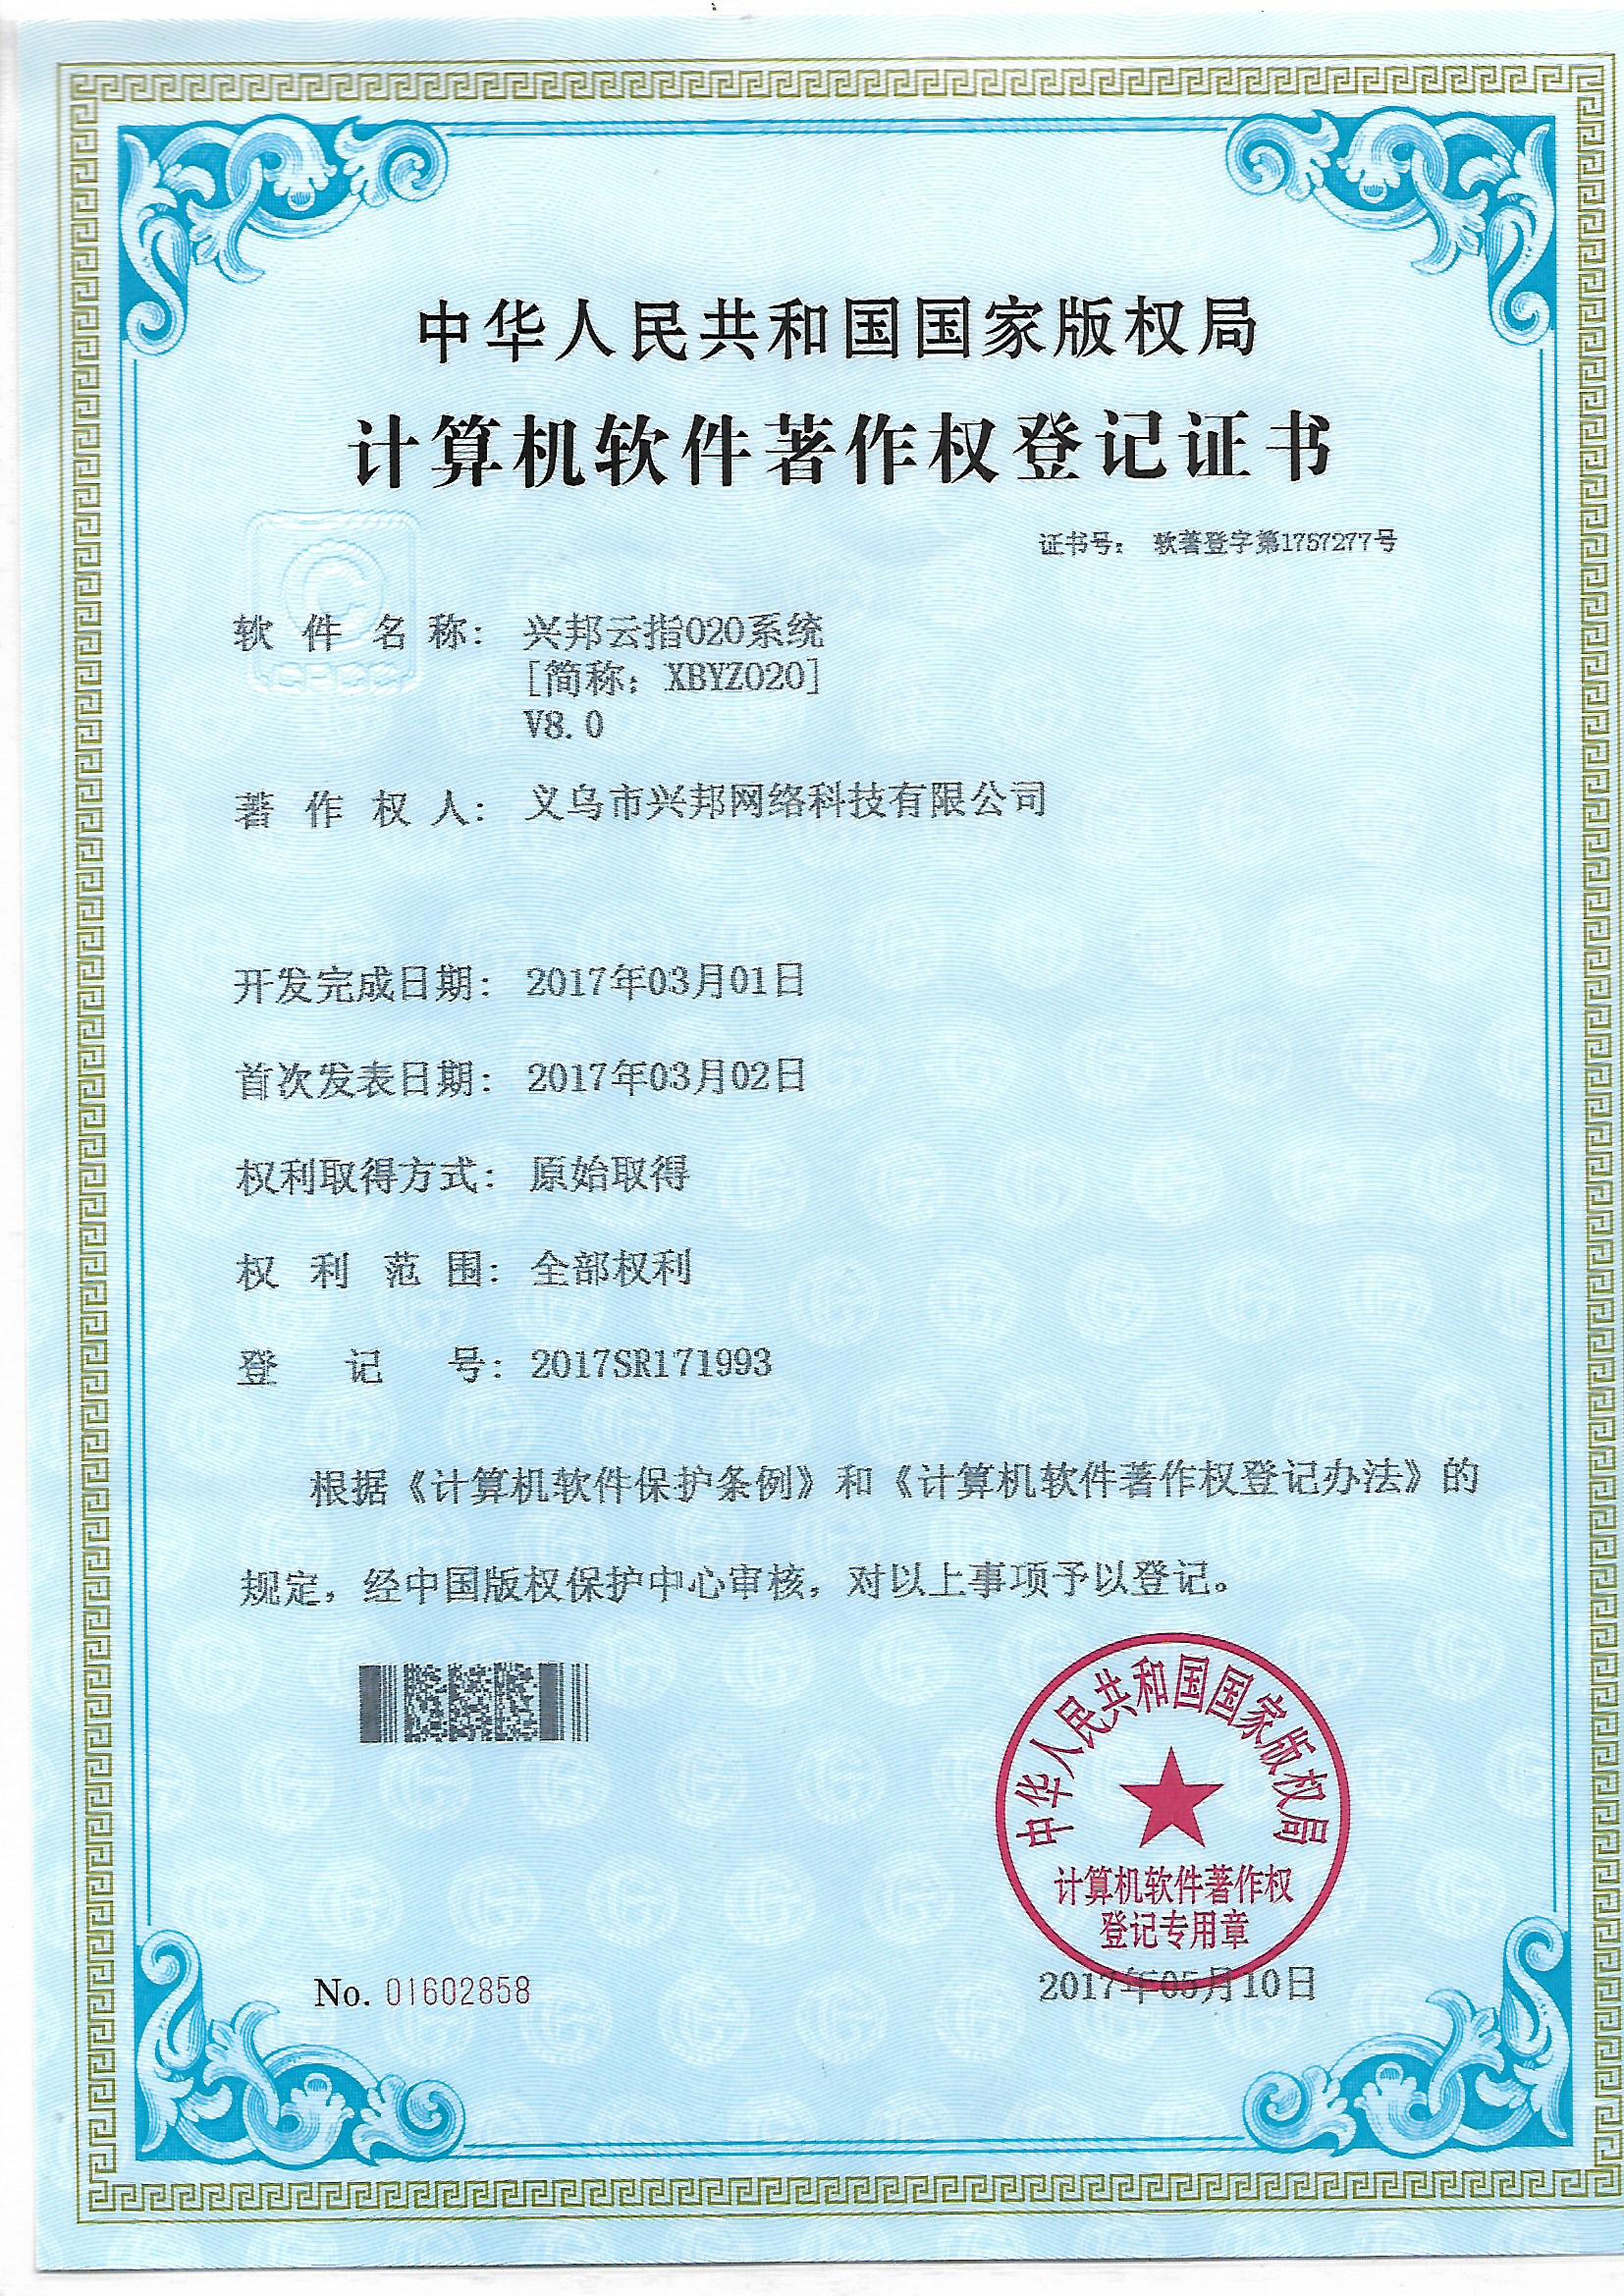 中华人民共和国国家版权局
计算机软件著作权登记证书
证书号： 软著登字第1757277号
软件名称： 兴邦云指O2O系统
[简称：XBYZO2O]
V8.0
著作权人： 义乌市兴邦网络科技有限公司
开发完成日期： 2017年03月01日
首次发表日期： 2017年03月02日
权利取得方式： 原始取得
权利范围： 全部权利
登记号： 2017SR171993
根据《计算机软件保护条例》和《计算机软件著作权登记办法》的
规定，经中国版权保护中心审核，对以上事项予以登记。
中华人民共和国国家版权局
计算机软件著作权
登记专用章
No. 01602858
2017年05月10日